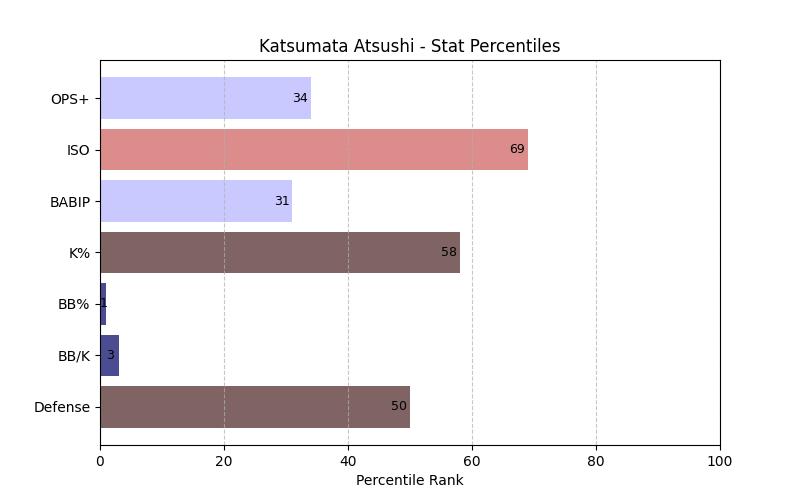 Katsumata Atsushi - Stat Percentiles
OPS+ 34
ISO 69
BABIP 31
K% 58
BB% 1
BB/K 3
Defense 50
0 20 40 60 80 100
Percentile Rank